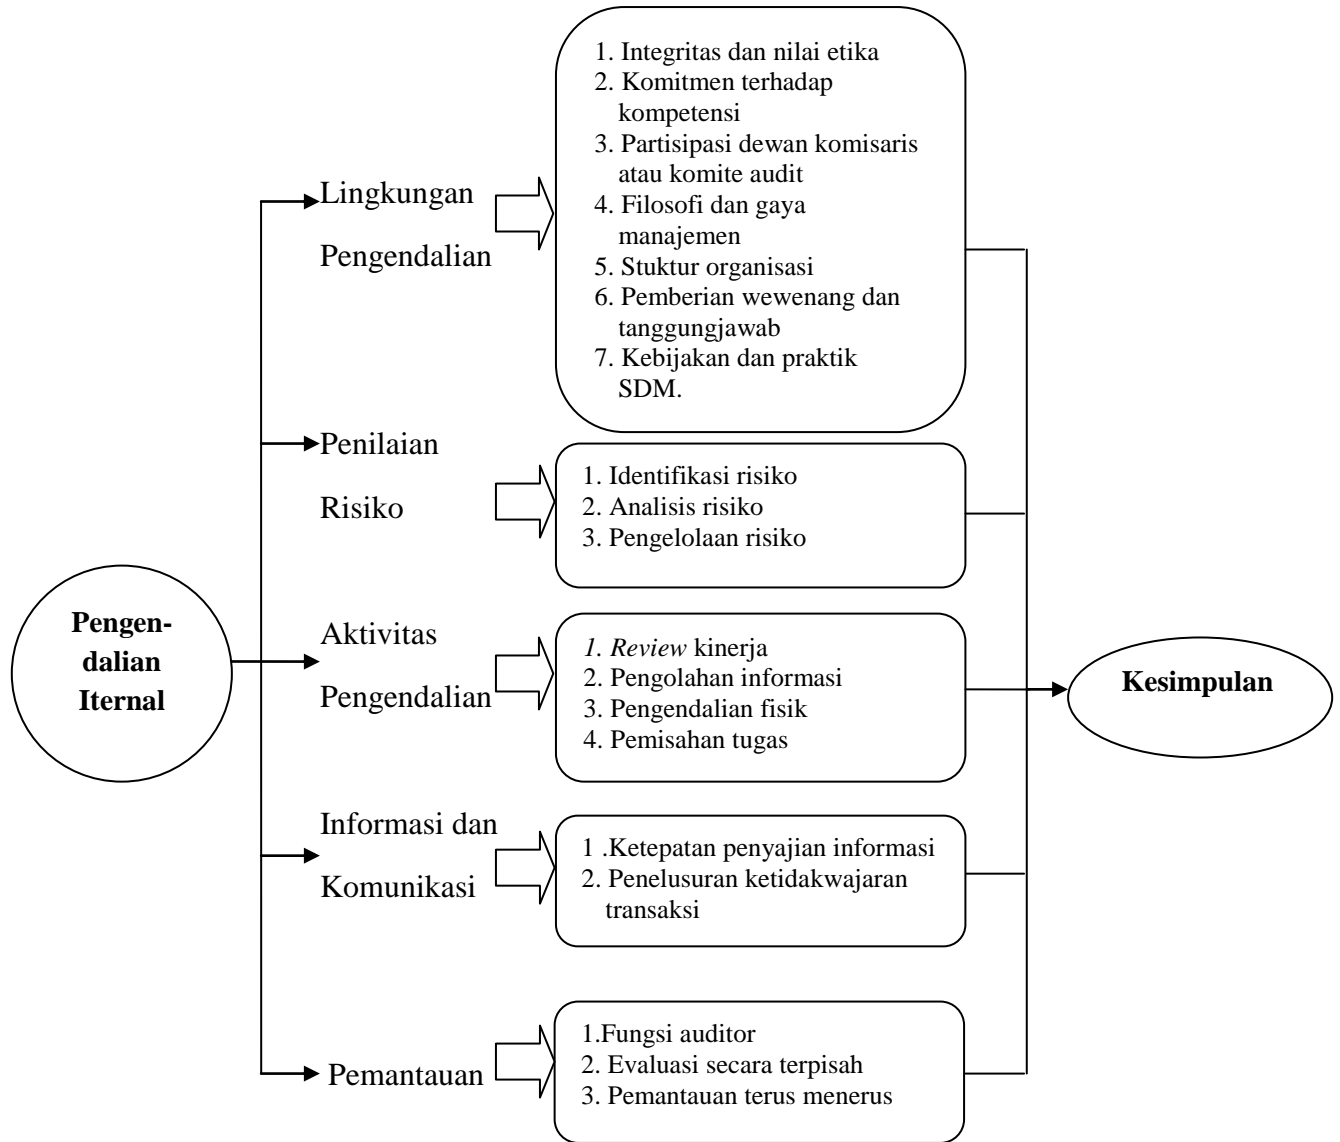 Pengen-
dalian
Iternal
Lingkungan
Pengendalian
1. Integritas dan nilai etika
2. Komitmen terhadap
kompetensi
3. Partisipasi dewan komisaris
atau komite audit
4. Filosofi dan gaya
manajemen
5. Stuktur organisasi
6. Pemberian wewenang dan
tanggungjawab
7. Kebijakan dan praktik
SDM.
Penilaian
Risiko
1. Identifikasi risiko
2. Analisis risiko
3. Pengelolaan risiko
Aktivitas
Pengendalian
1. Review kinerja
2. Pengolahan informasi
3. Pengendalian fisik
4. Pemisahan tugas
Informasi dan
Komunikasi
1 .Ketepatan penyajian informasi
2. Penelusuran ketidakwajaran
transaksi
Pemantauan
1.Fungsi auditor
2. Evaluasi secara terpisah
3. Pemantauan terus menerus
Kesimpulan